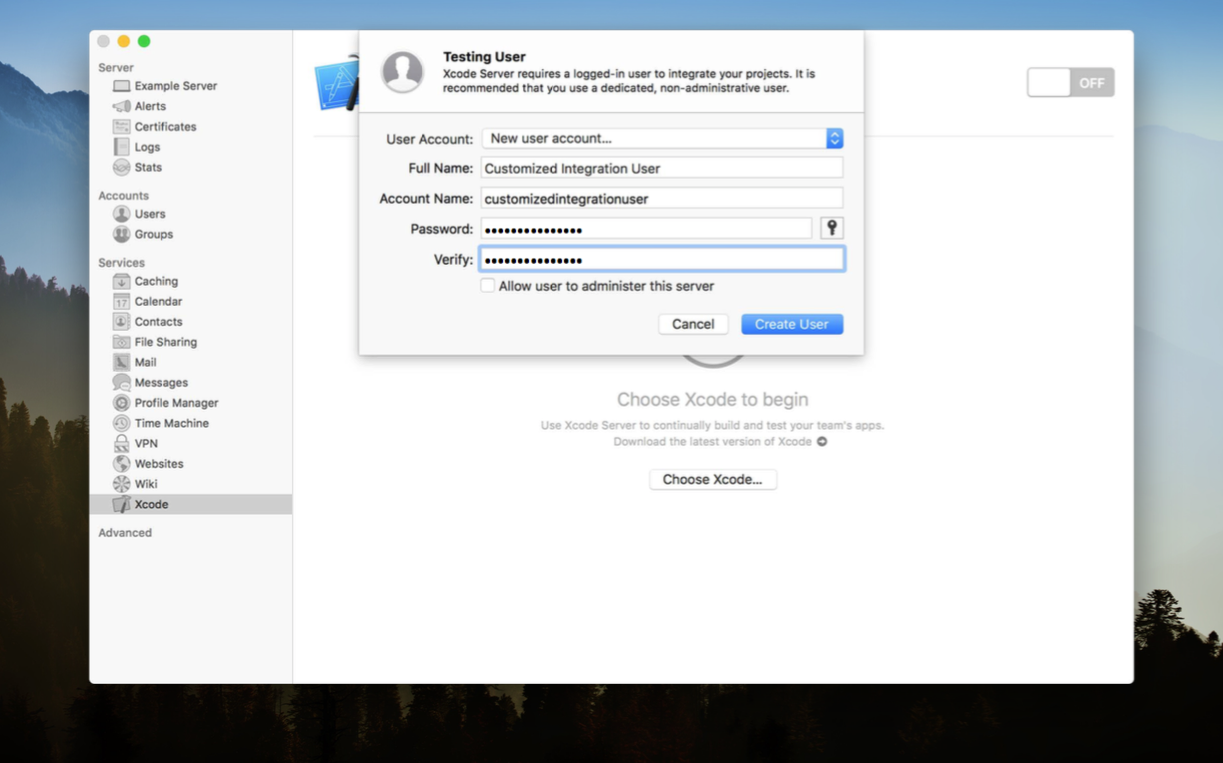 Server
Example Server
Alerts
Certificates
Logs
Stats
Accounts
Users
Groups
Services
Caching
17
Calendar
Contacts
File Sharing
Mail
Messages
Profile Manager
Time Machine
VPN
Websites
Wiki
Xcode
Advanced
Testing User
Xcode Server requires a logged-in user to integrate your projects. It is
recommended that you use a dedicated, non-administrative user.
OFF
User Account: New user account...
Full Name: Customized Integration User
Account Name: customizedintegrationuser
Password: •••••••••••••••
Verify: •••••••••••••••
Allow user to administer this server
Cancel Create User
Choose Xcode to begin
Use Xcode Server to continually build and test your team's apps.
Download the latest version of Xcode
Choose Xcode...